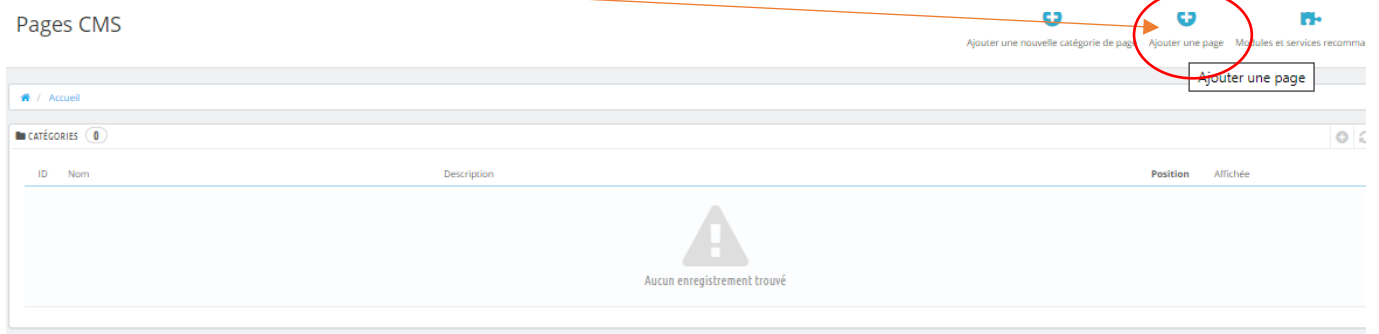 Pages CMS
Ajouter une nouvelle catégorie de page Ajouter une page Modules et services recomma
Ajouter une page
/ Accueil
CATÉGORIES 0
ID Nom Description Position Affichée
Aucun enregistrement trouvé